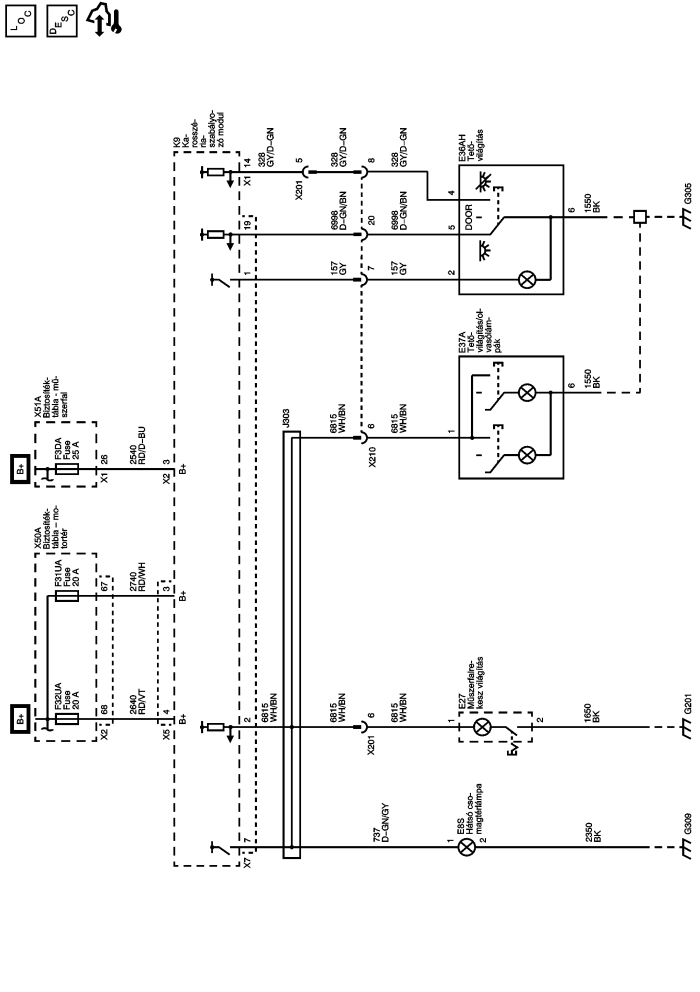 LOC
DESC
B+
X50A
Biztosíték-
tábla – mo-
tortér
F32UA
Fuse
20 A
F31UA
Fuse
20 A
B+
X51A
Biztosíték-
tábla - mű-
szerfal
F3DA
Fuse
25 A
X2
68
67
X1
26
2640
RD/VT
2740
RD/WH
2540
RD/D–BU
X5
4
3
X2
3
B+
B+
B+
K9
Ka-
rosszé-
ria-
szabályo-
zó modul
X7
7
2
1
19
X1
14
6815
WH/BN
328
GY/D–GN
J303
X201
5
6815
WH/BN
6815
WH/BN
157
GY
6998
D–GN/BN
328
GY/D–GN
X201
6
X210
6
7
20
8
737
D–GN/GY
6815
WH/BN
6815
WH/BN
157
GY
6998
D–GN/BN
328
GY/D–GN
1
E8S
Hátsó cso-
magtérlámpa
2
1
E27
Műszerfalre-
kesz világítás
2
1
E37A
Tető-
világítás/ol-
vasólám-
pák
6
2
5
4
E36AH
Tető-
világítás
DOOR
6
2350
BK
1650
BK
1550
BK
1550
BK
G309
G201
G305